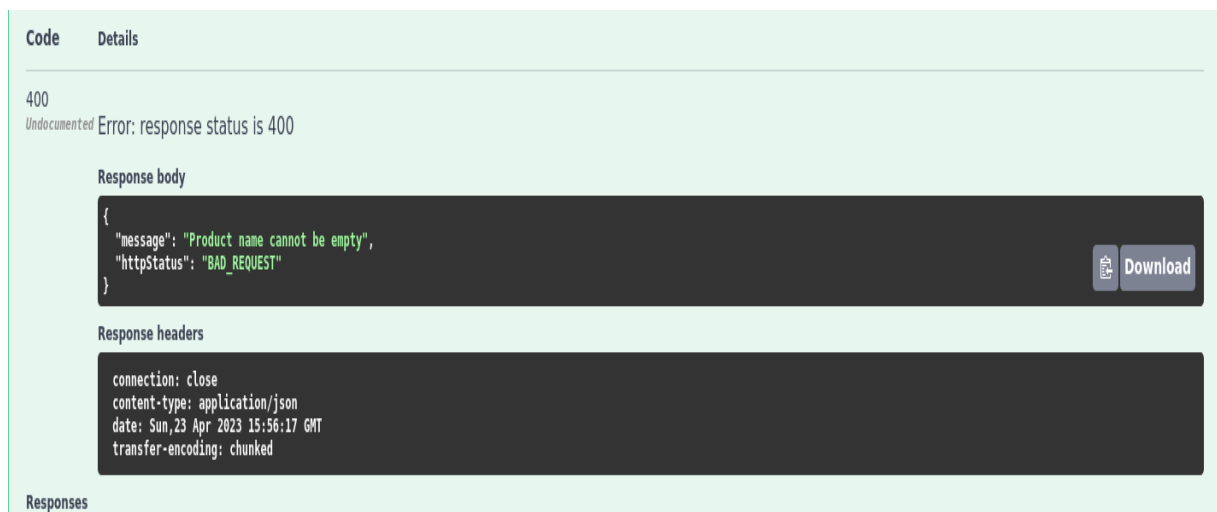 Code Details
400
Undocumented Error: response status is 400
Response body
{
"message": "Product name cannot be empty",
"httpStatus": "BAD_REQUEST"
}
Download
Response headers
connection: close
content-type: application/json
date: Sun,23 Apr 2023 15:56:17 GMT
transfer-encoding: chunked
Responses